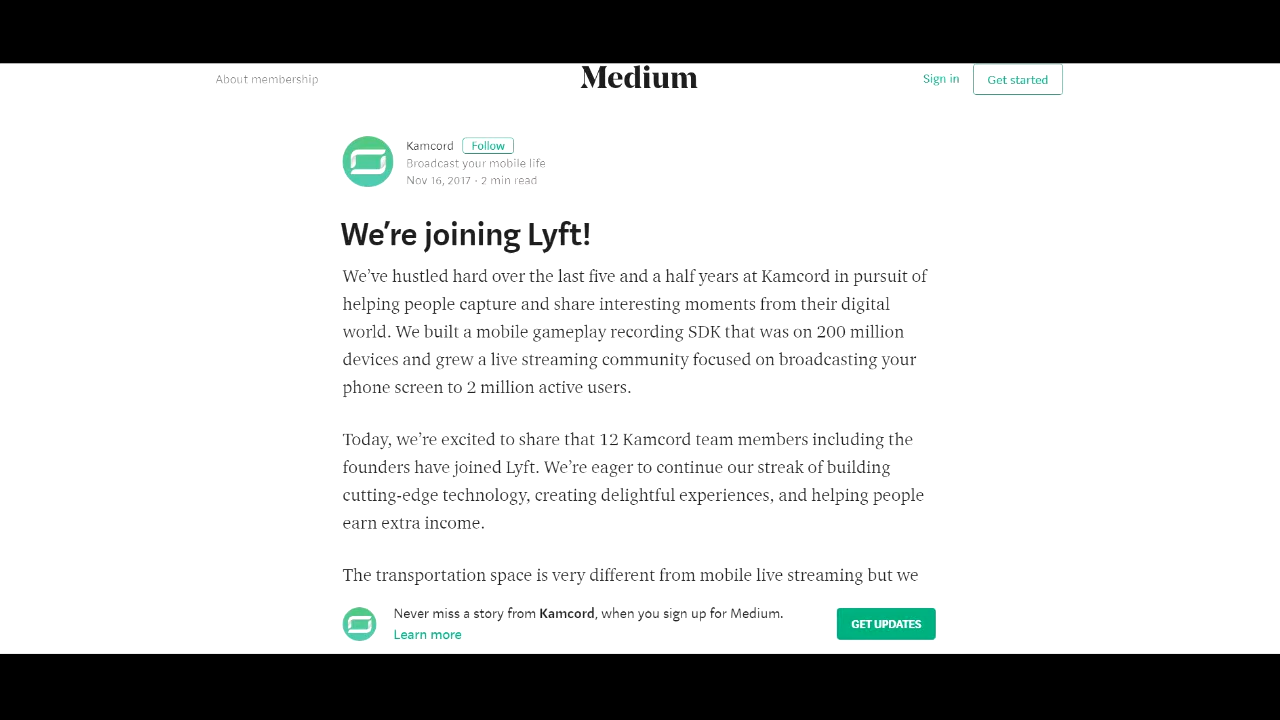 About membership
Medium
Sign in
Get started
Kamcord
Follow
Broadcast your mobile life
Nov 16, 2017 · 2 min read
We’re joining Lyft!
We’ve hustled hard over the last five and a half years at Kamcord in pursuit of
helping people capture and share interesting moments from their digital
world. We built a mobile gameplay recording SDK that was on 200 million
devices and grew a live streaming community focused on broadcasting your
phone screen to 2 million active users.
Today, we’re excited to share that 12 Kamcord team members including the
founders have joined Lyft. We’re eager to continue our streak of building
cutting-edge technology, creating delightful experiences, and helping people
earn extra income.
The transportation space is very different from mobile live streaming but we
Never miss a story from Kamcord, when you sign up for Medium.
Learn more
GET UPDATES